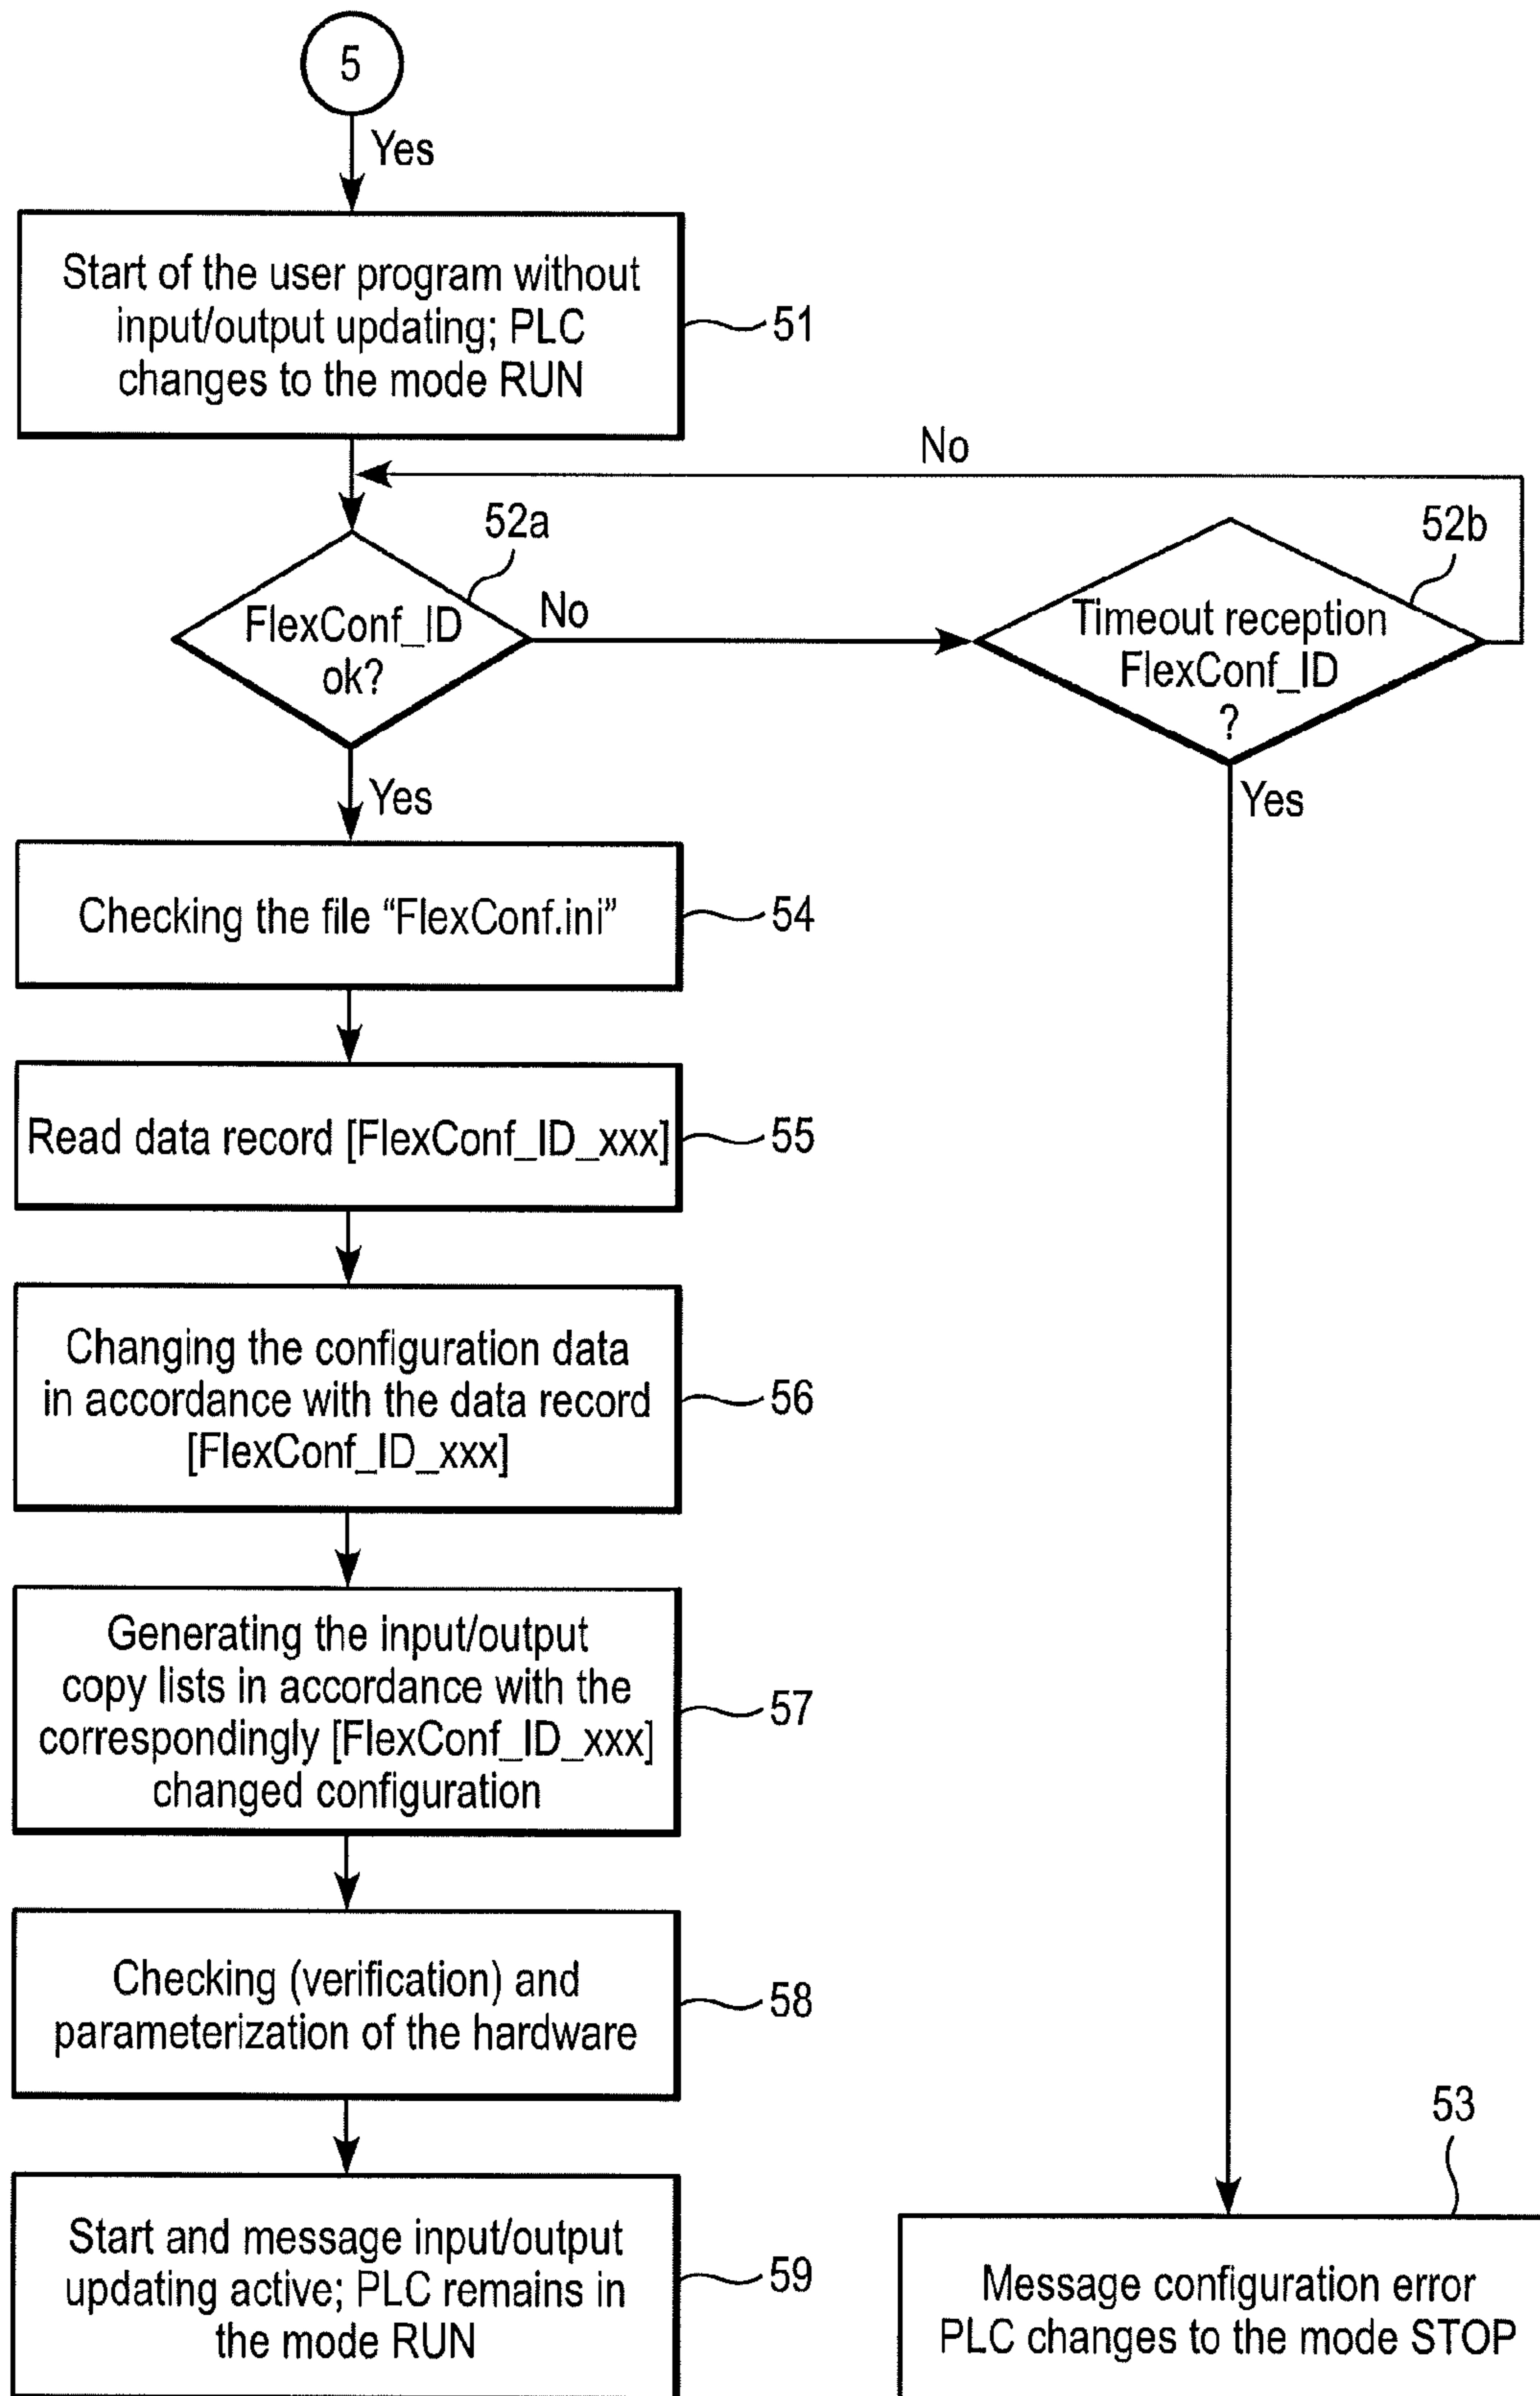 5
Yes
Start of the user program without
input/output updating; PLC
changes to the mode RUN
51
No
52a
FlexConf_ID
ok?
No
52b
Timeout reception
FlexConf_ID
?
Yes
Yes
Checking the file “FlexConf.ini”
54
Read data record [FlexConf_ID_xxx]
55
Changing the configuration data
in accordance with the data record
[FlexConf_ID_xxx]
56
Generating the input/output
copy lists in accordance with the
correspondingly [FlexConf_ID_xxx]
changed configuration
57
Checking (verification) and
parameterization of the hardware
58
Start and message input/output
updating active; PLC remains in
the mode RUN
59
53
Message configuration error
PLC changes to the mode STOP